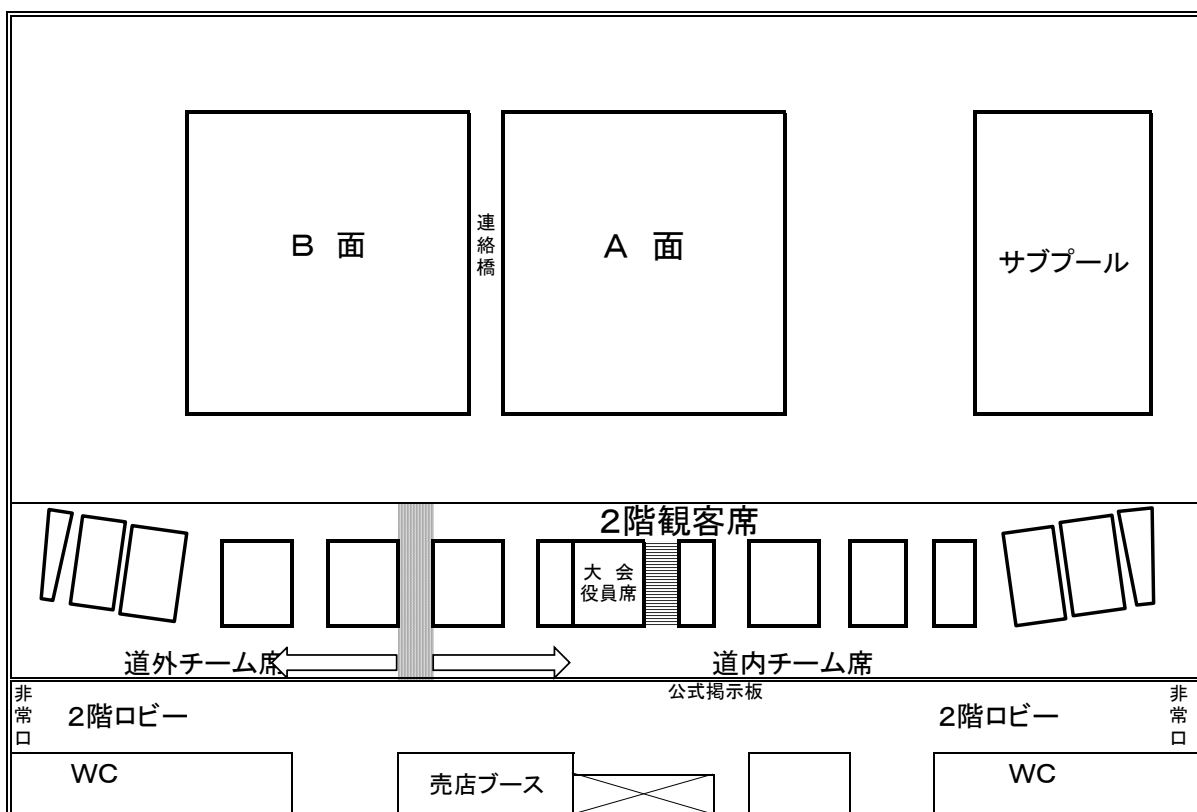 B 面
連絡橋
A 面
サブプール
2階観客席
大 会
役員席
道外チーム席
道内チーム席
公式掲示板
非常口
2階ロビー
2階ロビー
非常口
WC
売店ブース
WC